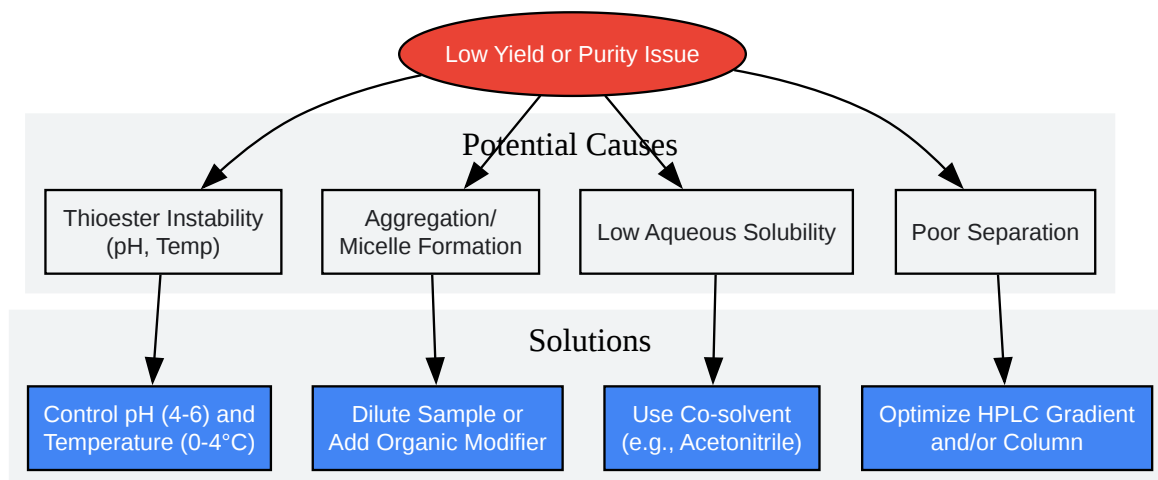 Low Yield or Purity Issue
Potential Causes
Thioester Instability
(pH, Temp)
Aggregation/
Micelle Formation
Low Aqueous Solubility
Poor Separation
Solutions
Control pH (4-6) and
Temperature (0-4°C)
Dilute Sample or
Add Organic Modifier
Use Co-solvent
(e.g., Acetonitrile)
Optimize HPLC Gradient
and/or Column